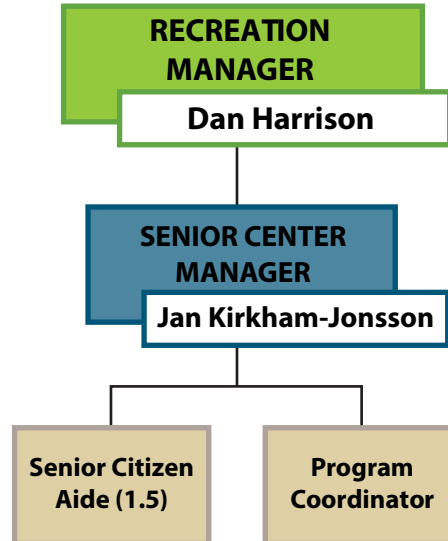 RECREATION
MANAGER
Dan Harrison
SENIOR CENTER
MANAGER
Jan Kirkham-Jonsson
Senior Citizen
Aide (1.5)
Program
Coordinator